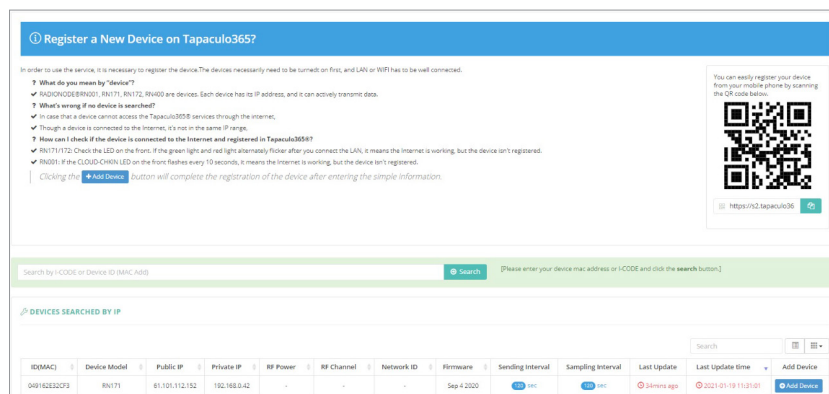 Register a New Device on Tapaculo365?
In order to use the service, it is necessary to register the device.The devices necessarily need to be turnedt on first, and LAN or WIFI has to be well connected.
? What do you mean by "device"?
✔ RADIONODE®RN001, RN171, RN172, RN400 are devices. Each device has its IP address, and it can actively transmit data.
? What's wrong if no device is searched?
✔ In case that a device cannot access the Tapaculo365® services through the internet,
✔ Though a device is connected to the Internet, it's not in the same IP range,
? How can I check if the device is connected to the Internet and registered in Tapaculo365®?
✔ RN171/172: Check the LED on the front. If the green light and red light alternately flicker after you connect the LAN, it means the Internet is working, but the device isn't registered.
✔ RN001: If the CLOUD-CHKIN LED on the front flashes every 10 seconds, it means the Internet is working, but the device isn't registered.
Clicking the +Add Device button will complete the registration of the device after entering the simple information.
You can easily register your device
from your mobile phone by scanning
the QR code below.
https://s2.tapaculo36
Search by I-CODE or Device ID (MAC Add)
Search
[Please enter your device mac address or I-CODE and click the search button.]
DEVICES SEARCHED BY IP
Search
ID(MAC) Device Model Public IP Private IP RF Power RF Channel Network ID Firmware Sending Interval Sampling Interval Last Update Last Update time Add Device
049162E32CF3 RN171 61.101.112.152 192.168.0.42 - - - Sep 4 2020 120 sec 120 sec 34mins ago 2021-01-19 11:31:01 Add Device